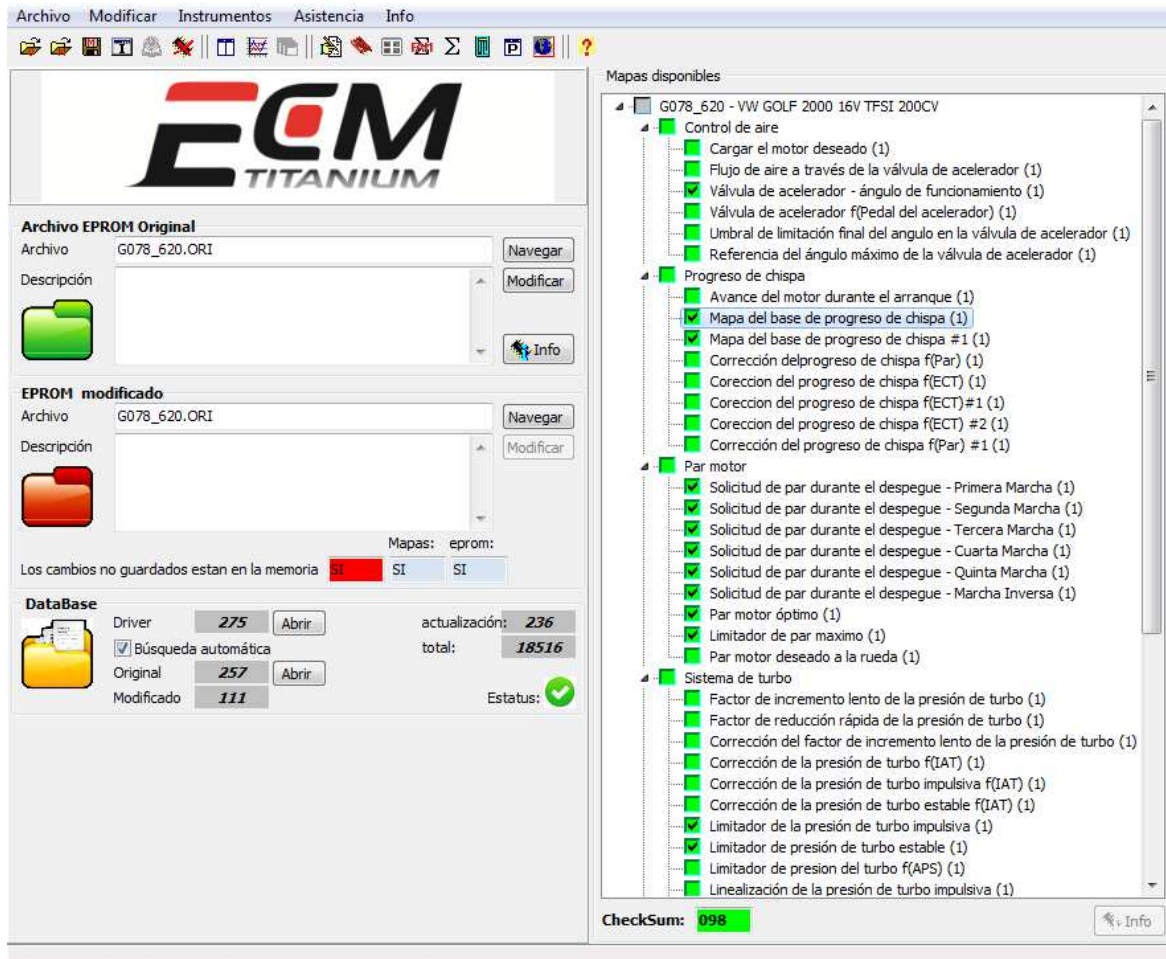 Archivo Modificar Instrumentos Asistencia Info
ECM
TITANIUM
Archivo EPROM Original
Archivo G078_620.ORI Navegar
Descripción Modificar
Info
EPROM modificado
Archivo G078_620.ORI Navegar
Descripción Modificar
Mapas: eprom:
Los cambios no guardados estan en la memoria SI SI SI
DataBase
Driver 275 Abrir actualización: 236
Búsqueda automática total: 18516
Original 257 Abrir
Modificado 111 Estatus:
Mapas disponibles
G078_620 - VW GOLF 2000 16V TFSI 200CV
Control de aire
Cargar el motor deseado (1)
Flujo de aire a través de la válvula de acelerador (1)
Válvula de acelerador - ángulo de funcionamiento (1)
Válvula de acelerador f(Pedal del acelerador) (1)
Umbral de limitación final del angulo en la válvula de acelerador (1)
Referencia del ángulo máximo de la válvula de acelerador (1)
Progreso de chispa
Avance del motor durante el arranque (1)
Mapa del base de progreso de chispa (1)
Mapa del base de progreso de chispa #1 (1)
Corrección delprogreso de chispa f(Par) (1)
Coreccion del progreso de chispa f(ECT) (1)
Coreccion del progreso de chispa f(ECT)#1 (1)
Coreccion del progreso de chispa f(ECT) #2 (1)
Corrección del progreso de chispa f(Par) #1 (1)
Par motor
Solicitud de par durante el despegue - Primera Marcha (1)
Solicitud de par durante el despegue - Segunda Marcha (1)
Solicitud de par durante el despegue - Tercera Marcha (1)
Solicitud de par durante el despegue - Cuarta Marcha (1)
Solicitud de par durante el despegue - Quinta Marcha (1)
Solicitud de par durante el despegue - Marcha Inversa (1)
Par motor óptimo (1)
Limitador de par maximo (1)
Par motor deseado a la rueda (1)
Sistema de turbo
Factor de incremento lento de la presión de turbo (1)
Factor de reducción rápida de la presión de turbo (1)
Corrección del factor de incremento lento de la presión de turbo (1)
Corrección de la presión de turbo f(IAT) (1)
Corrección de la presión de turbo impulsiva f(IAT) (1)
Corrección de la presión de turbo estable f(IAT) (1)
Limitador de la presión de turbo impulsiva (1)
Limitador de presión de turbo estable (1)
Limitador de presion del turbo f(APS) (1)
Linealización de la presión de turbo impulsiva (1)
CheckSum: 098 Info